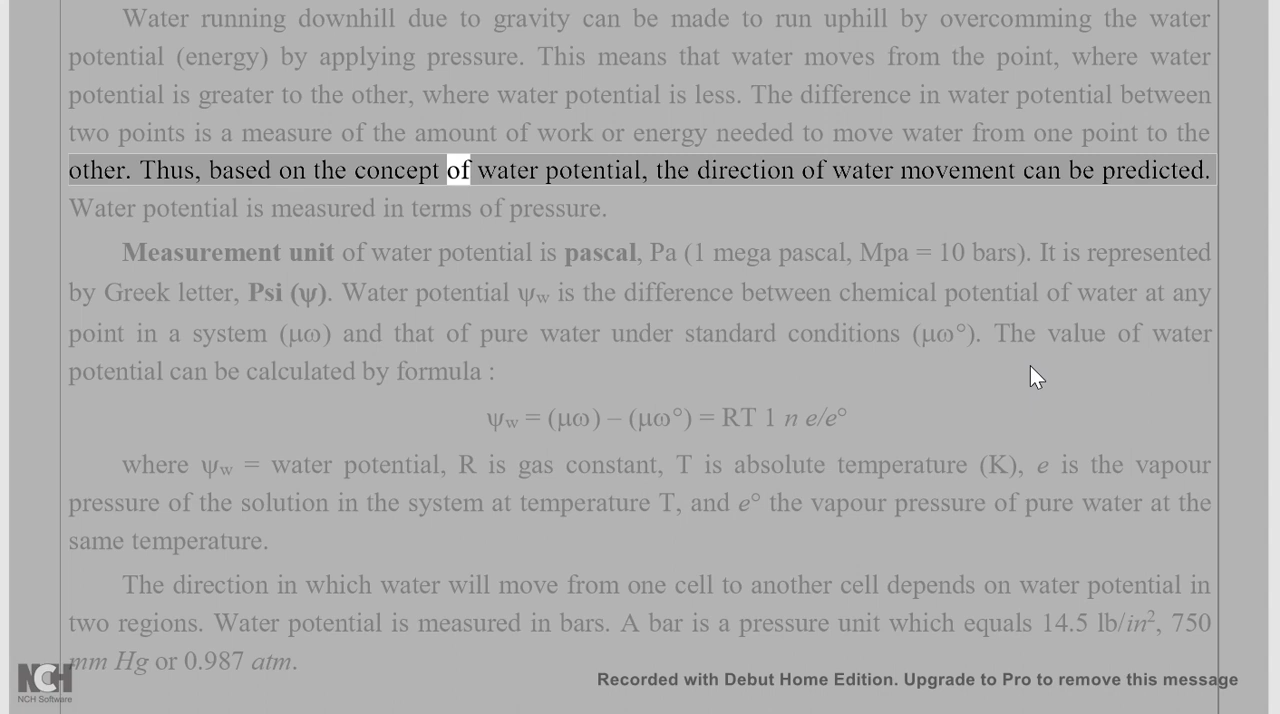 Water running downhill due to gravity can be made to run uphill by overcomming the water
potential (energy) by applying pressure. This means that water moves from the point, where water
potential is greater to the other, where water potential is less. The difference in water potential between
two points is a measure of the amount of work or energy needed to move water from one point to the
other. Thus, based on the concept of water potential, the direction of water movement can be predicted.
Water potential is measured in terms of pressure.
Measurement unit of water potential is pascal, Pa (1 mega pascal, Mpa = 10 bars). It is represented
by Greek letter, Psi (ψ). Water potential ψw is the difference between chemical potential of water at any
point in a system (μω) and that of pure water under standard conditions (μω°). The value of water
potential can be calculated by formula :
ψw = (μω) – (μω°) = RT 1 n e/e°
where ψw = water potential, R is gas constant, T is absolute temperature (K), e is the vapour
pressure of the solution in the system at temperature T, and e° the vapour pressure of pure water at the
same temperature.
The direction in which water will move from one cell to another cell depends on water potential in
two regions. Water potential is measured in bars. A bar is a pressure unit which equals 14.5 lb/in², 750
mm Hg or 0.987 atm.
NCH
NCH Software
Recorded with Debut Home Edition. Upgrade to Pro to remove this message